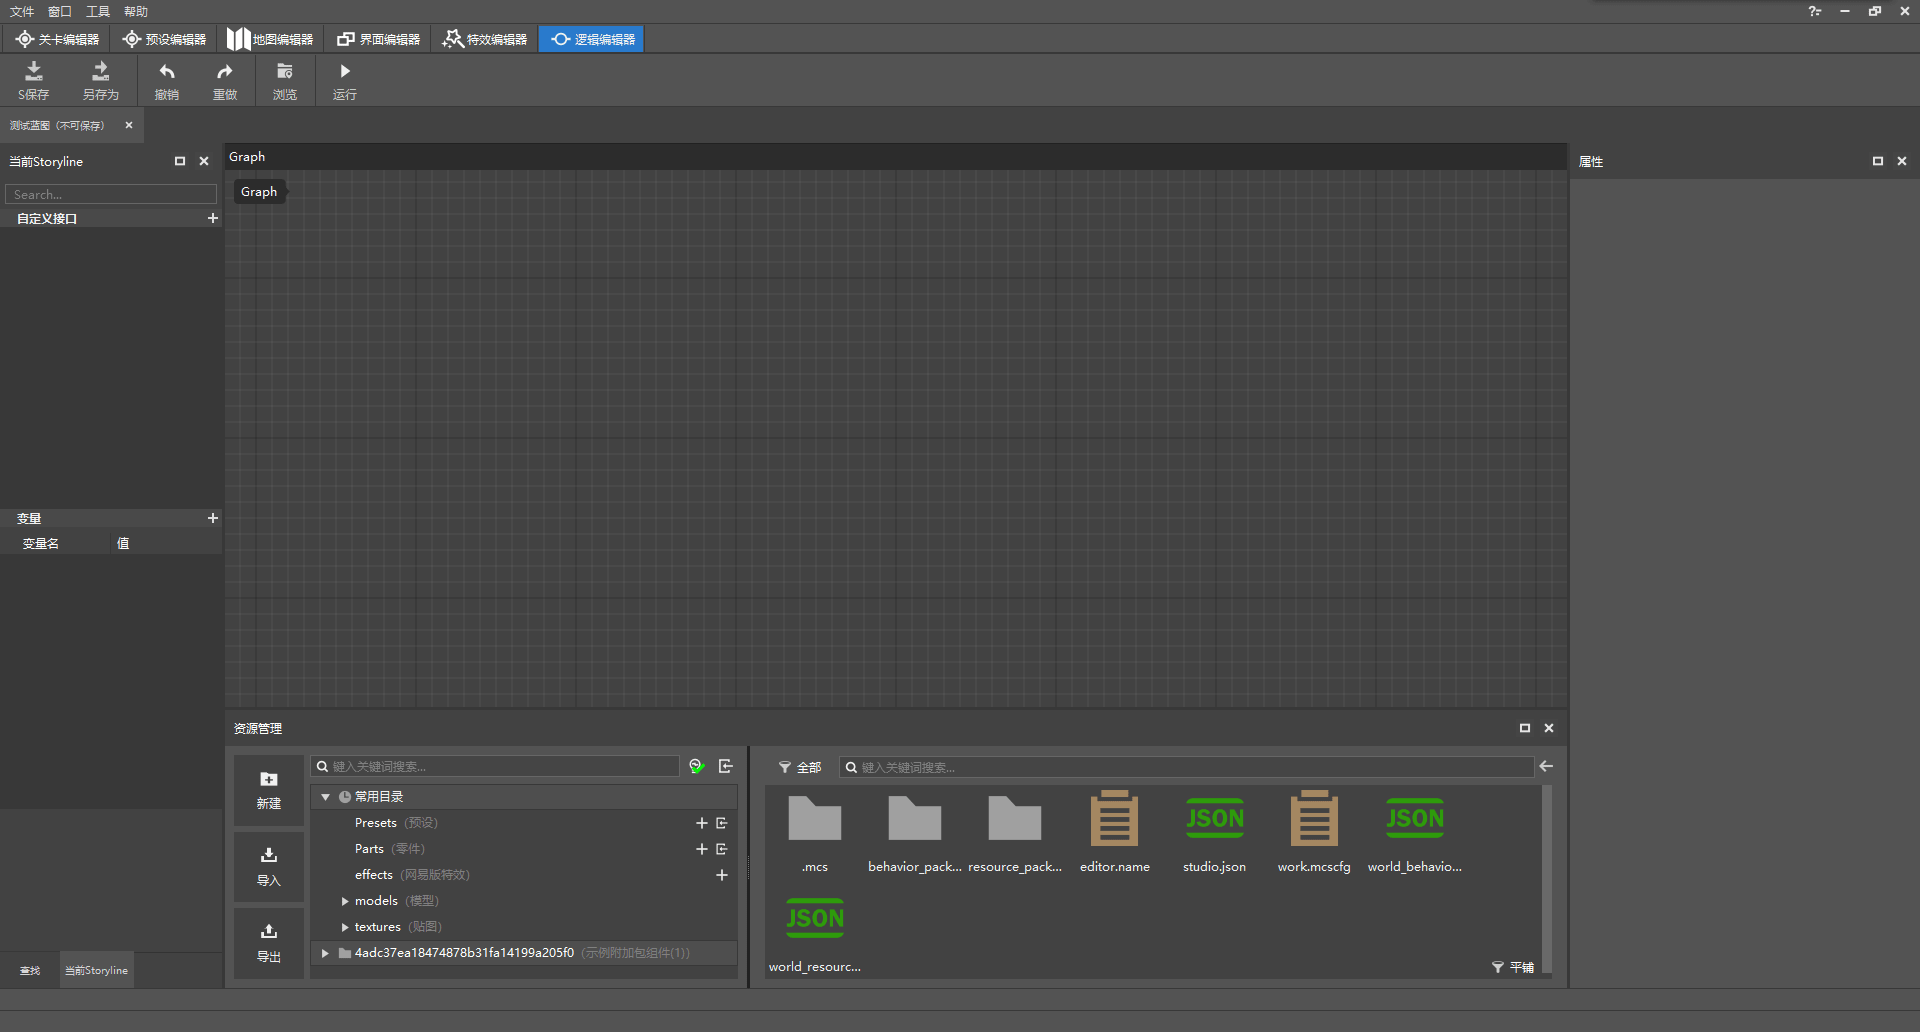 文件 窗口 工具 帮助
关卡编辑器 预设编辑器 地图编辑器 界面编辑器 特效编辑器 逻辑编辑器
S保存 另存为 撤销 重做 浏览 运行
测试蓝图（不可保存）
当前Storyline
Search...
自定义接口
变量
变量名 值
查找 当前Storyline
Graph
Graph
属性
资源管理
新建
导入
导出
键入关键词搜索...
常用目录
Presets (预设)
Parts (零件)
effects (网易版特效)
models (模型)
textures (贴图)
4adc37ea18474878b31fa14199a205f0 (示例附加包组件(1))
全部 键入关键词搜索...
.mcs behavior_pack... resource_pack... editor.name studio.json work.mcscfg world_behavio...
JSON JSON
JSON
world_resourc...
平铺